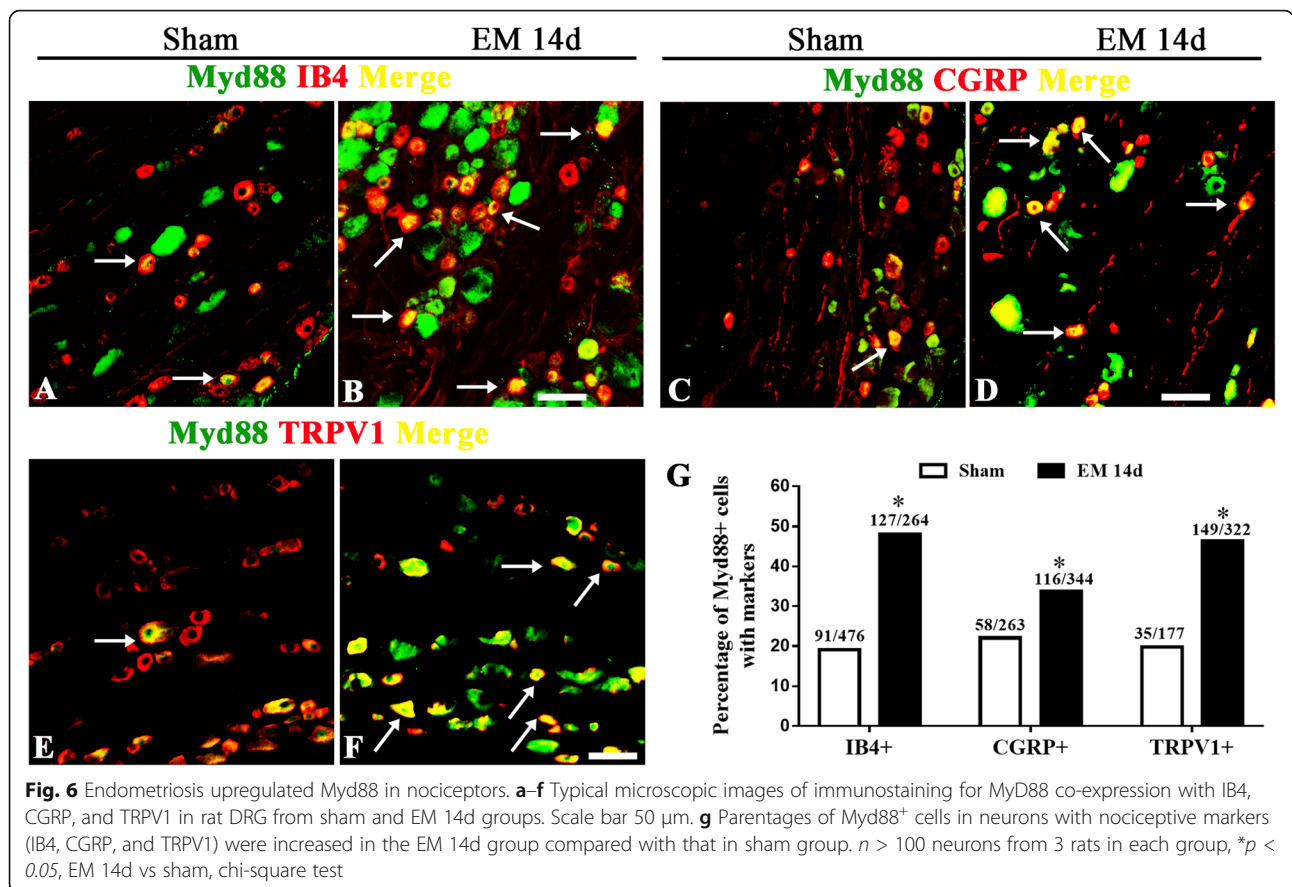 Sham EM 14d Sham EM 14d
Myd88 IB4 Merge Myd88 CGRP Merge
A B C D
Myd88 TRPV1 Merge
E F
G
Sham EM 14d
Percentage of Myd88+ cells
with markers
60
50
40
30
20
10
0
91/476
*
127/264
58/263
*
116/344
35/177
*
149/322
IB4+ CGRP+ TRPV1+
Fig. 6 Endometriosis upregulated Myd88 in nociceptors. a–f Typical microscopic images of immunostaining for MyD88 co-expression with IB4,
CGRP, and TRPV1 in rat DRG from sham and EM 14d groups. Scale bar 50 μm. g Parentages of Myd88⁺ cells in neurons with nociceptive markers
(IB4, CGRP, and TRPV1) were increased in the EM 14d group compared with that in sham group. n > 100 neurons from 3 rats in each group, *p <
0.05, EM 14d vs sham, chi-square test